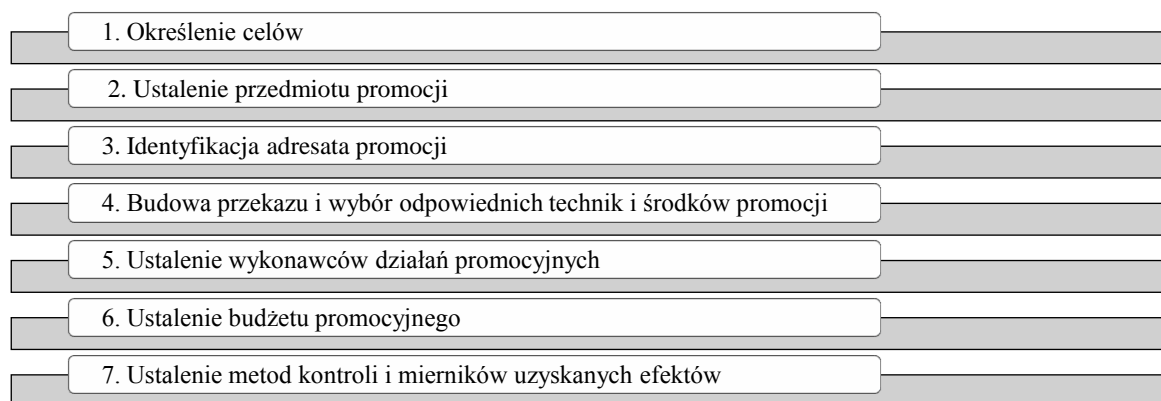 1. Określenie celów
2. Ustalenie przedmiotu promocji
3. Identyfikacja adresata promocji
4. Budowa przekazu i wybór odpowiednich technik i środków promocji
5. Ustalenie wykonawców działań promocyjnych
6. Ustalenie budżetu promocyjnego
7. Ustalenie metod kontroli i mierników uzyskanych efektów